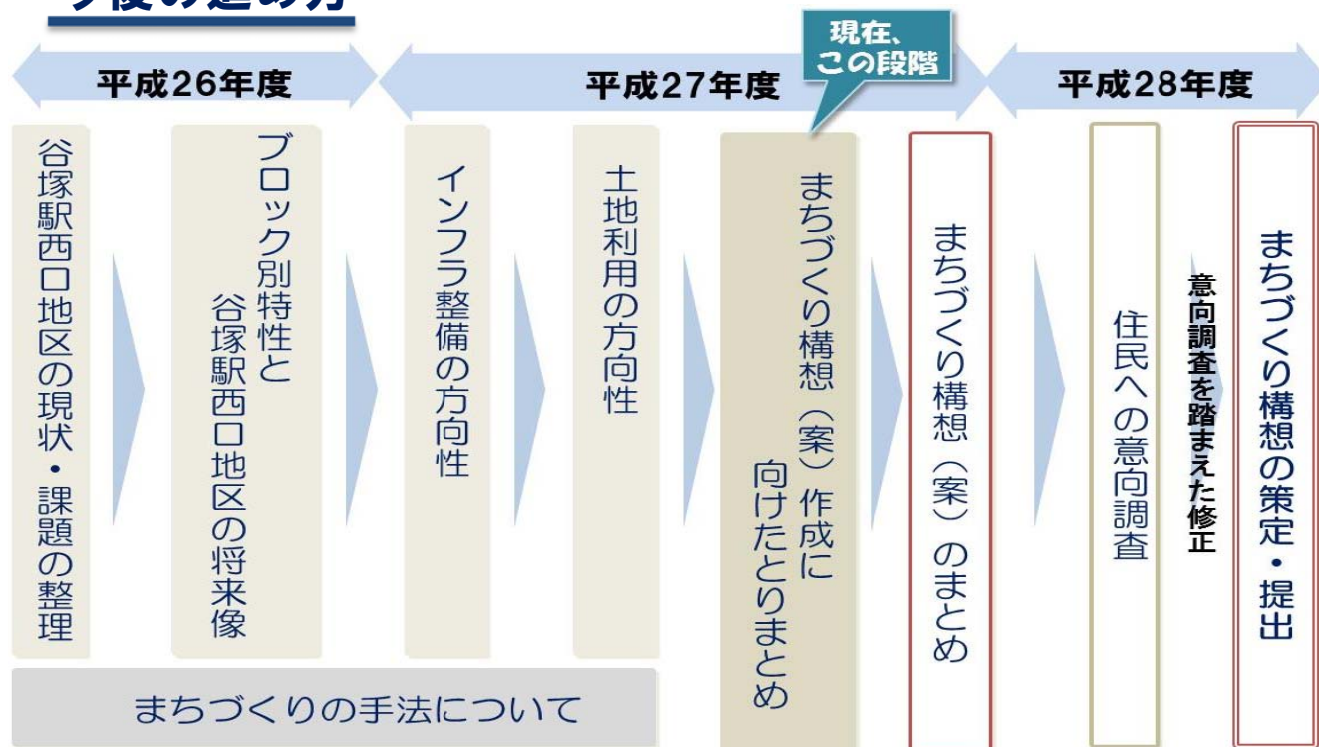 今後の進め方
現在、
この段階
平成26年度
平成27年度
平成28年度
谷塚駅西口地区の現状・課題の整理
ブロック別特性と
谷塚駅西口地区の将来像
インフラ整備の方向性
土地利用の方向性
まちづくり構想（案）作成に
向けたとりまとめ
まちづくり構想（案）のまとめ
住民への意向調査
意向調査を踏まえた修正
まちづくり構想の策定・提出
まちづくりの手法について